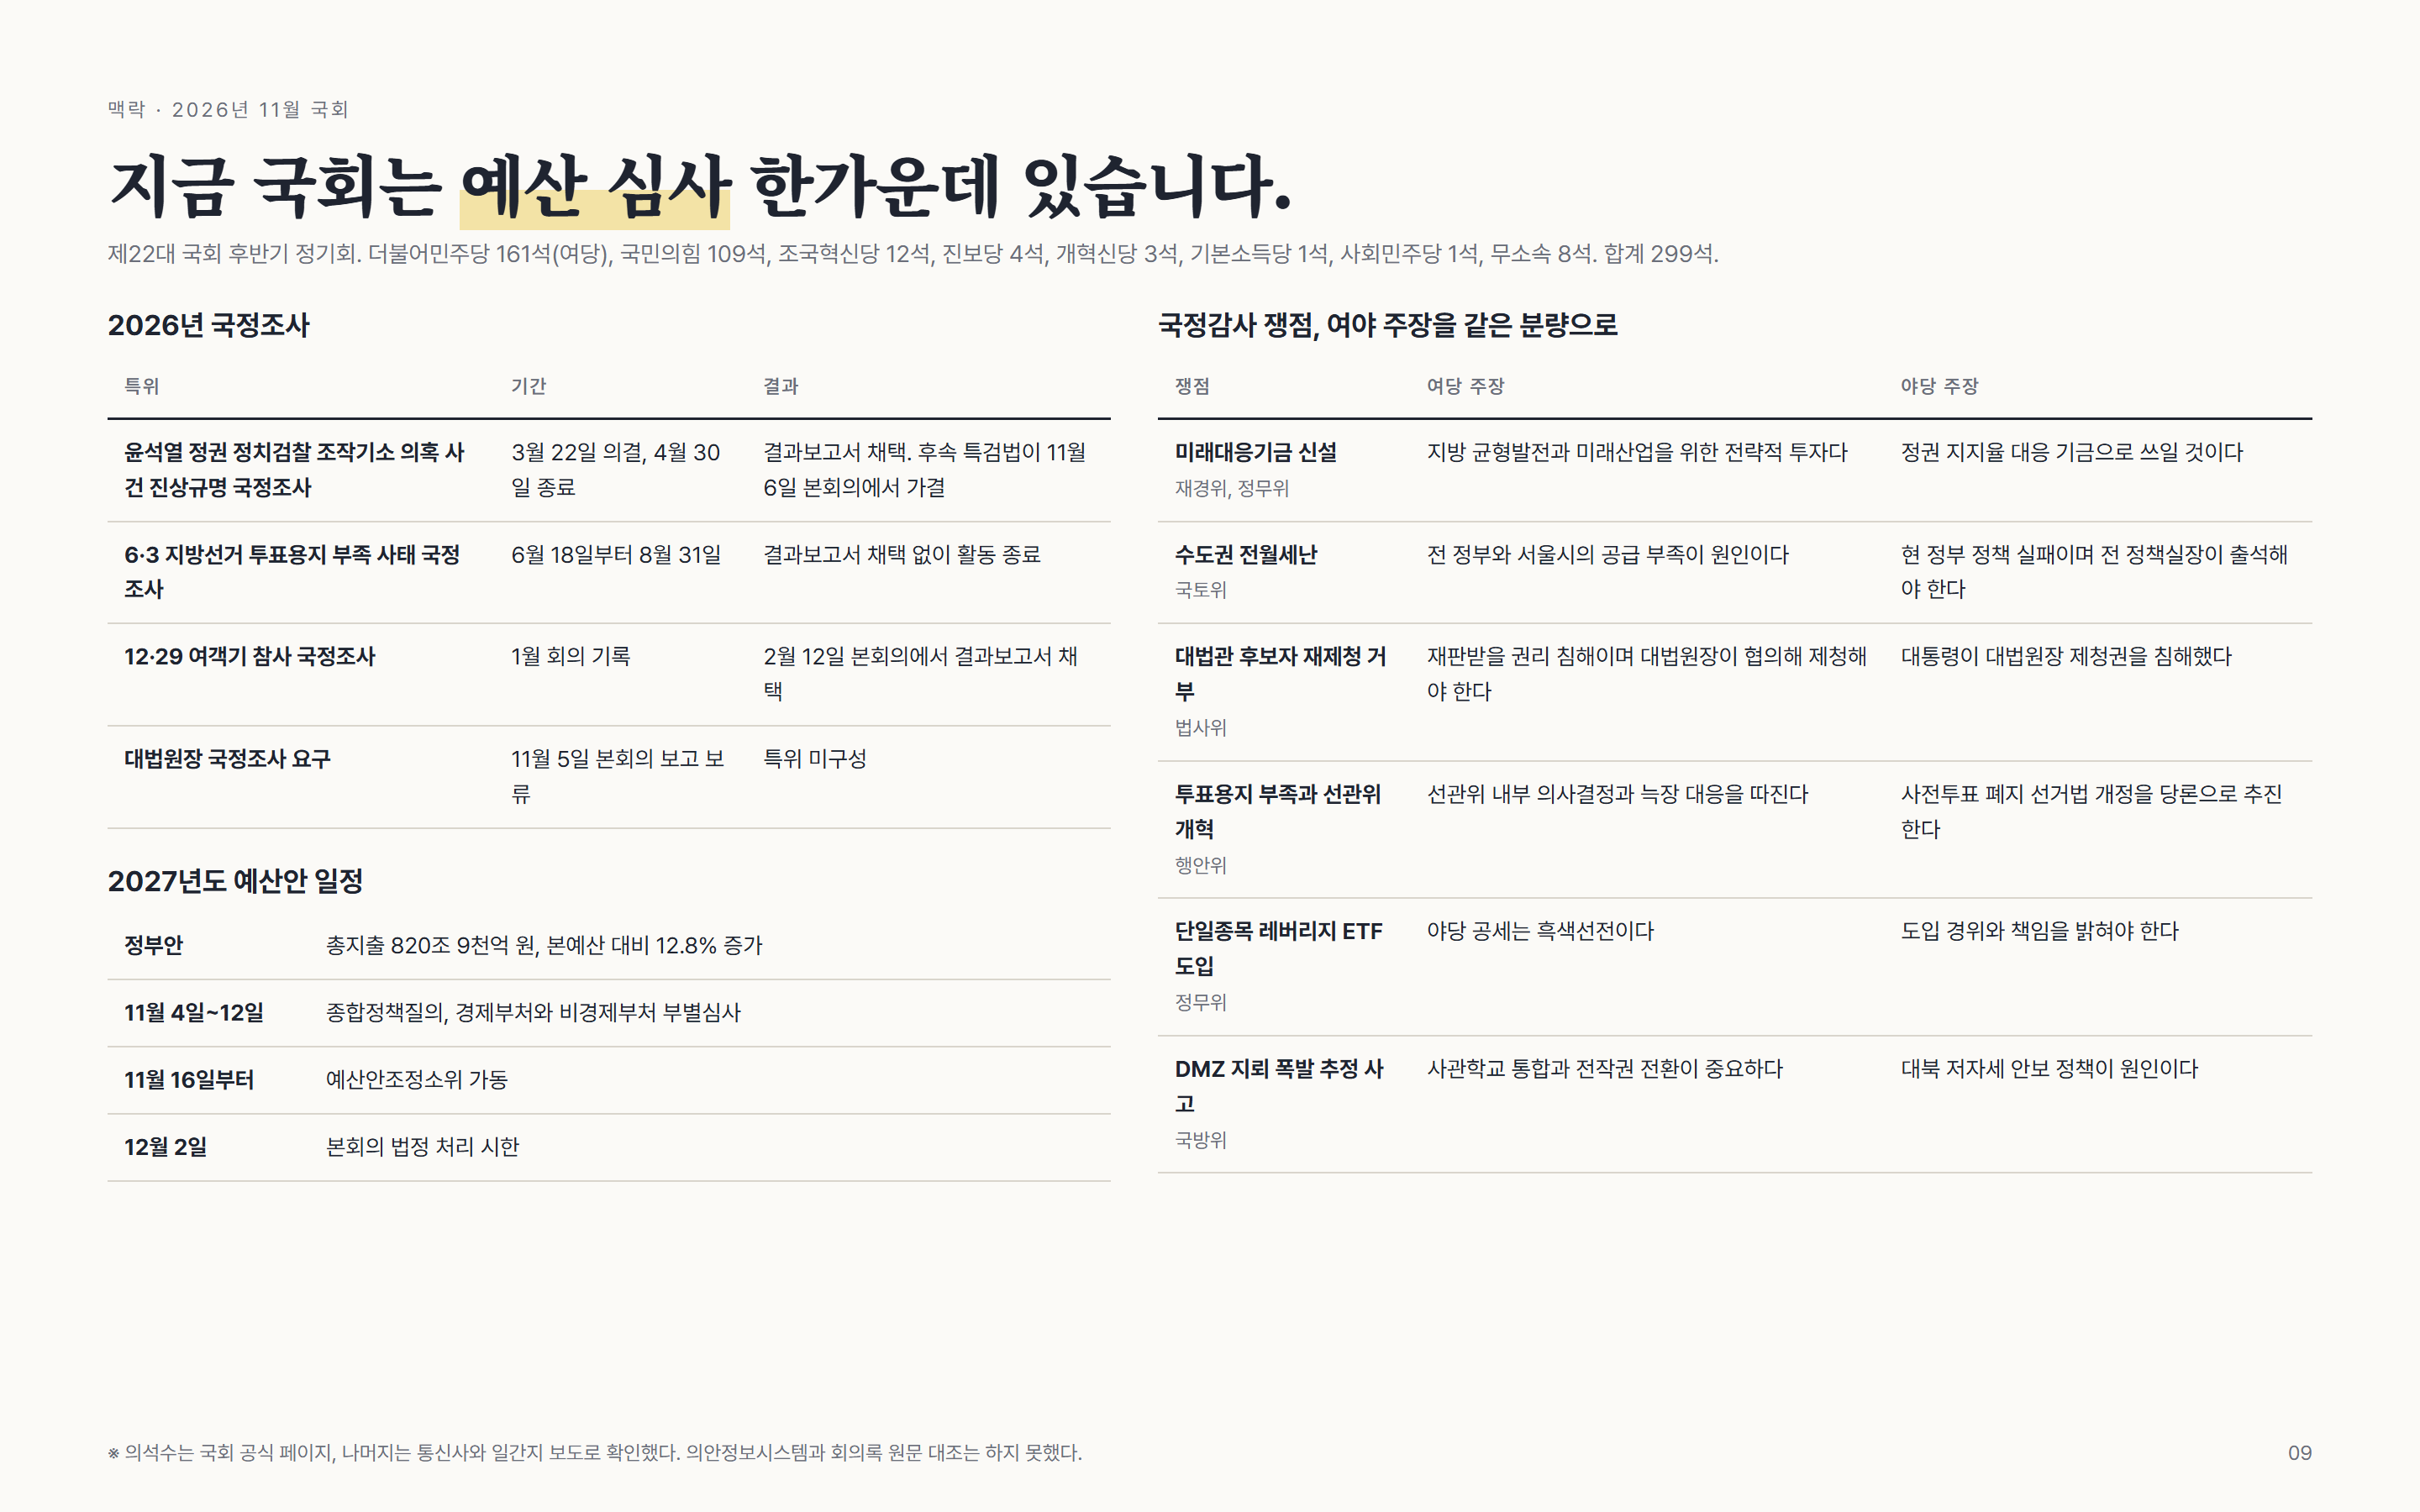 맥락 · 2026년 11월 국회
지금 국회는 예산 심사 한가운데 있습니다.
제22대 국회 후반기 정기회. 더불어민주당 161석(여당), 국민의힘 109석, 조국혁신당 12석, 진보당 4석, 개혁신당 3석, 기본소득당 1석, 사회민주당 1석, 무소속 8석. 합계 299석.
2026년 국정조사
특위 기간 결과
윤석열 정권 정치검찰 조작기소 의혹 사 3월 22일 의결, 4월 30 결과보고서 채택. 후속 특검법이 11월
건 진상규명 국정조사 일 종료 6일 본회의에서 가결
6·3 지방선거 투표용지 부족 사태 국정 6월 18일부터 8월 31일 결과보고서 채택 없이 활동 종료
조사
12·29 여객기 참사 국정조사 1월 회의 기록 2월 12일 본회의에서 결과보고서 채
택
대법원장 국정조사 요구 11월 5일 본회의 보고 보 특위 미구성
류
2027년도 예산안 일정
정부안 총지출 820조 9천억 원, 본예산 대비 12.8% 증가
11월 4일~12일 종합정책질의, 경제부처와 비경제부처 부별심사
11월 16일부터 예산안조정소위 가동
12월 2일 본회의 법정 처리 시한
국정감사 쟁점, 여야 주장을 같은 분량으로
쟁점 여당 주장 야당 주장
미래대응기금 신설 지방 균형발전과 미래산업을 위한 전략적 투자다 정권 지지율 대응 기금으로 쓰일 것이다
재경위, 정무위
수도권 전월세난 전 정부와 서울시의 공급 부족이 원인이다 현 정부 정책 실패이며 전 정책실장이 출석해
국토위 야 한다
대법관 후보자 재제청 거 재판받을 권리 침해이며 대법원장이 협의해 제청해 대통령이 대법원장 제청권을 침해했다
부 야 한다
법사위
투표용지 부족과 선관위 선관위 내부 의사결정과 늑장 대응을 따진다 사전투표 폐지 선거법 개정을 당론으로 추진
개혁 한다
행안위
단일종목 레버리지 ETF 야당 공세는 흑색선전이다 도입 경위와 책임을 밝혀야 한다
도입
정무위
DMZ 지뢰 폭발 추정 사 사관학교 통합과 전작권 전환이 중요하다 대북 저자세 안보 정책이 원인이다
고
국방위
※ 의석수는 국회 공식 페이지, 나머지는 통신사와 일간지 보도로 확인했다. 의안정보시스템과 회의록 원문 대조는 하지 못했다.
09